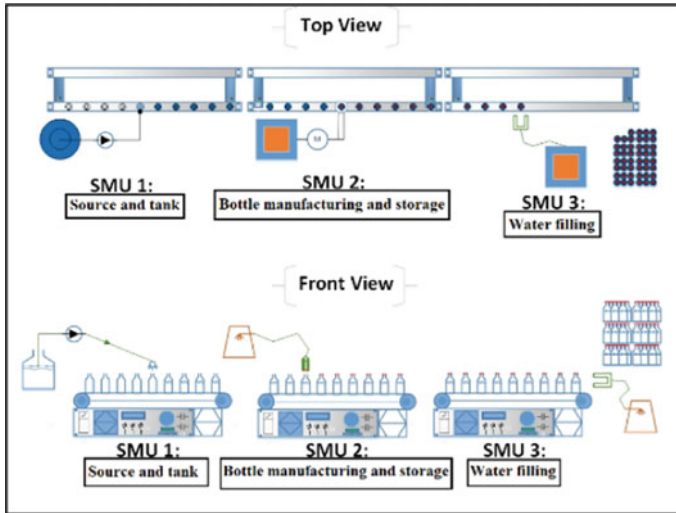 Top View
M
SMU 1:
Source and tank
SMU 2:
Bottle manufacturing and storage
SMU 3:
Water filling
Front View
SMU 1:
Source and tank
SMU 2:
Bottle manufacturing and storage
SMU 3:
Water filling